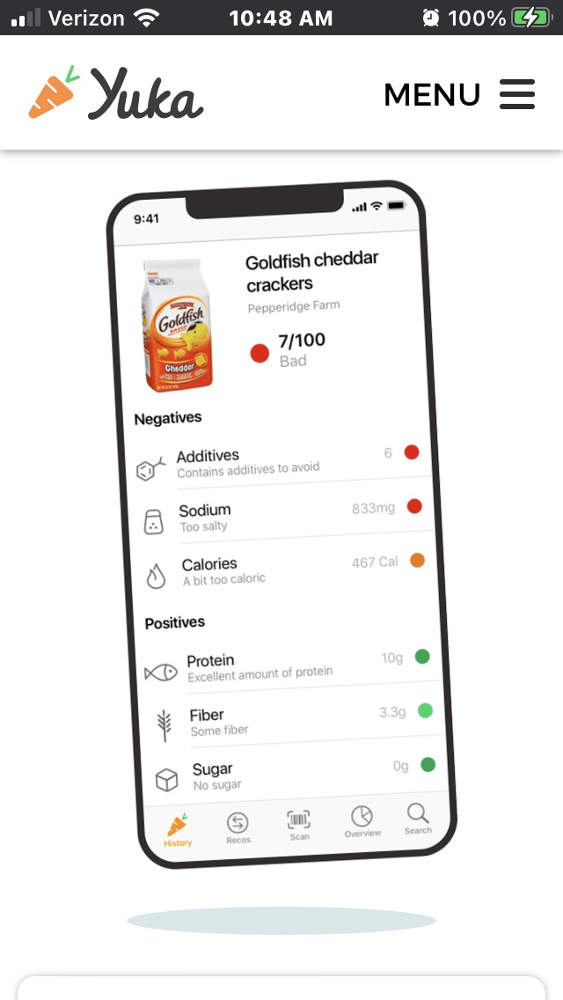 Verizon 10:48 AM 100%
Yuka MENU
9:41
Goldfish cheddar
crackers
Pepperidge Farm
7/100
Bad
Goldfish
Cheddar
Negatives
Additives 6
Contains additives to avoid
Sodium 833mg
Too salty
Calories 467 Cal
A bit too caloric
Positives
Protein 10g
Excellent amount of protein
Fiber 3.3g
Some fiber
Sugar 0g
No sugar
History Recos Scan Overview Search